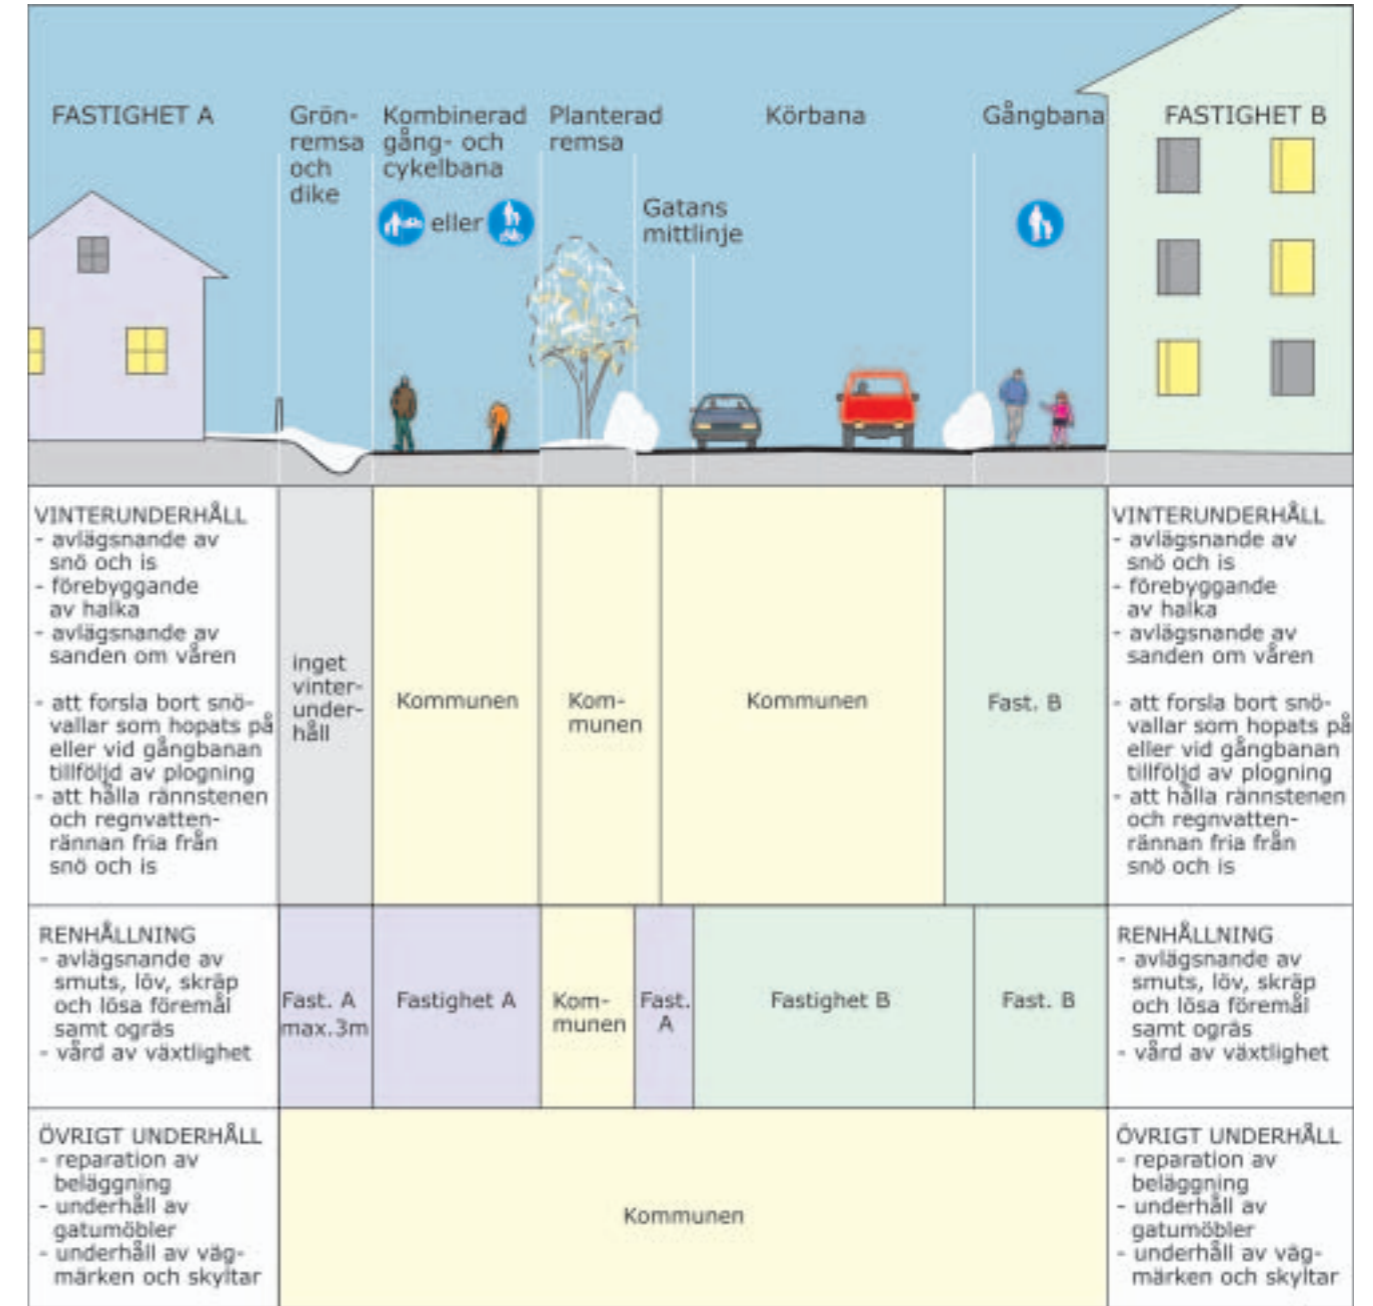 FASTIGHET A
Grön-
remsa
och
dike
Kombinerad
gång- och
cykelbana
eller
Planterad
remsa
Gatans
mittlinje
Körbana
Gångbana
FASTIGHET B
VINTERUNDERHÅLL
- avlägsnande av
snö och is
- förebyggande
av halka
- avlägsnande av
sanden om våren
- att forsla bort snö-
vallar som hopats på
eller vid gångbanan
tillföljd av plogning
- att hålla rännstenen
och regnvatten-
rännan fria från
snö och is
inget
vinter-
under-
håll
Kommunen
Kom-
munen
Kommunen
Fast. B
VINTERUNDERHÅLL
- avlägsnande av
snö och is
- förebyggande
av halka
- avlägsnande av
sanden om våren
- att forsla bort snö-
vallar som hopats på
eller vid gångbanan
tillföljd av plogning
- att hålla rännstenen
och regnvatten-
rännan fria från
snö och is
RENHÅLLNING
- avlägsnande av
smuts, löv, skräp
och lösa föremål
samt ogräs
- vård av växtlighet
Fast. A
max.3m
Fastighet A
Kom-
munen
Fast.
A
Fastighet B
Fast. B
RENHÅLLNING
- avlägsnande av
smuts, löv, skräp
och lösa föremål
samt ogräs
- vård av växtlighet
ÖVRIGT UNDERHÅLL
- reparation av
beläggning
- underhåll av
gatumöbler
- underhåll av väg-
märken och skyltar
Kommunen
ÖVRIGT UNDERHÅLL
- reparation av
beläggning
- underhåll av
gatumöbler
- underhåll av väg-
märken och skyltar